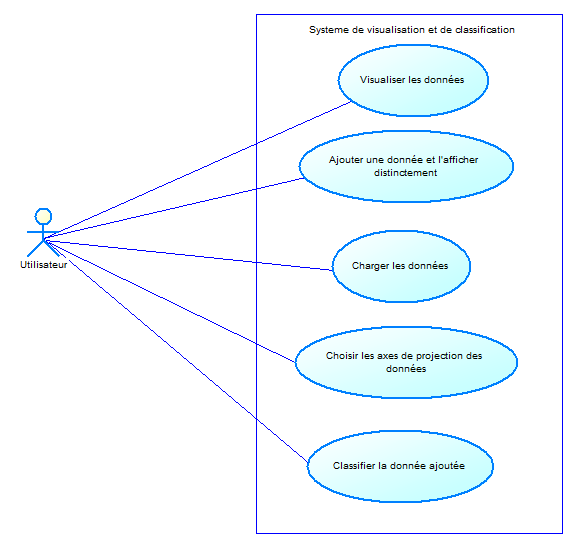 Systeme de visualisation et de classification
Visualiser les données
Ajouter une donnée et l'afficher
distinctement
Utilisateur
Charger les données
Choisir les axes de projection des
données
Classifier la donnée ajoutée